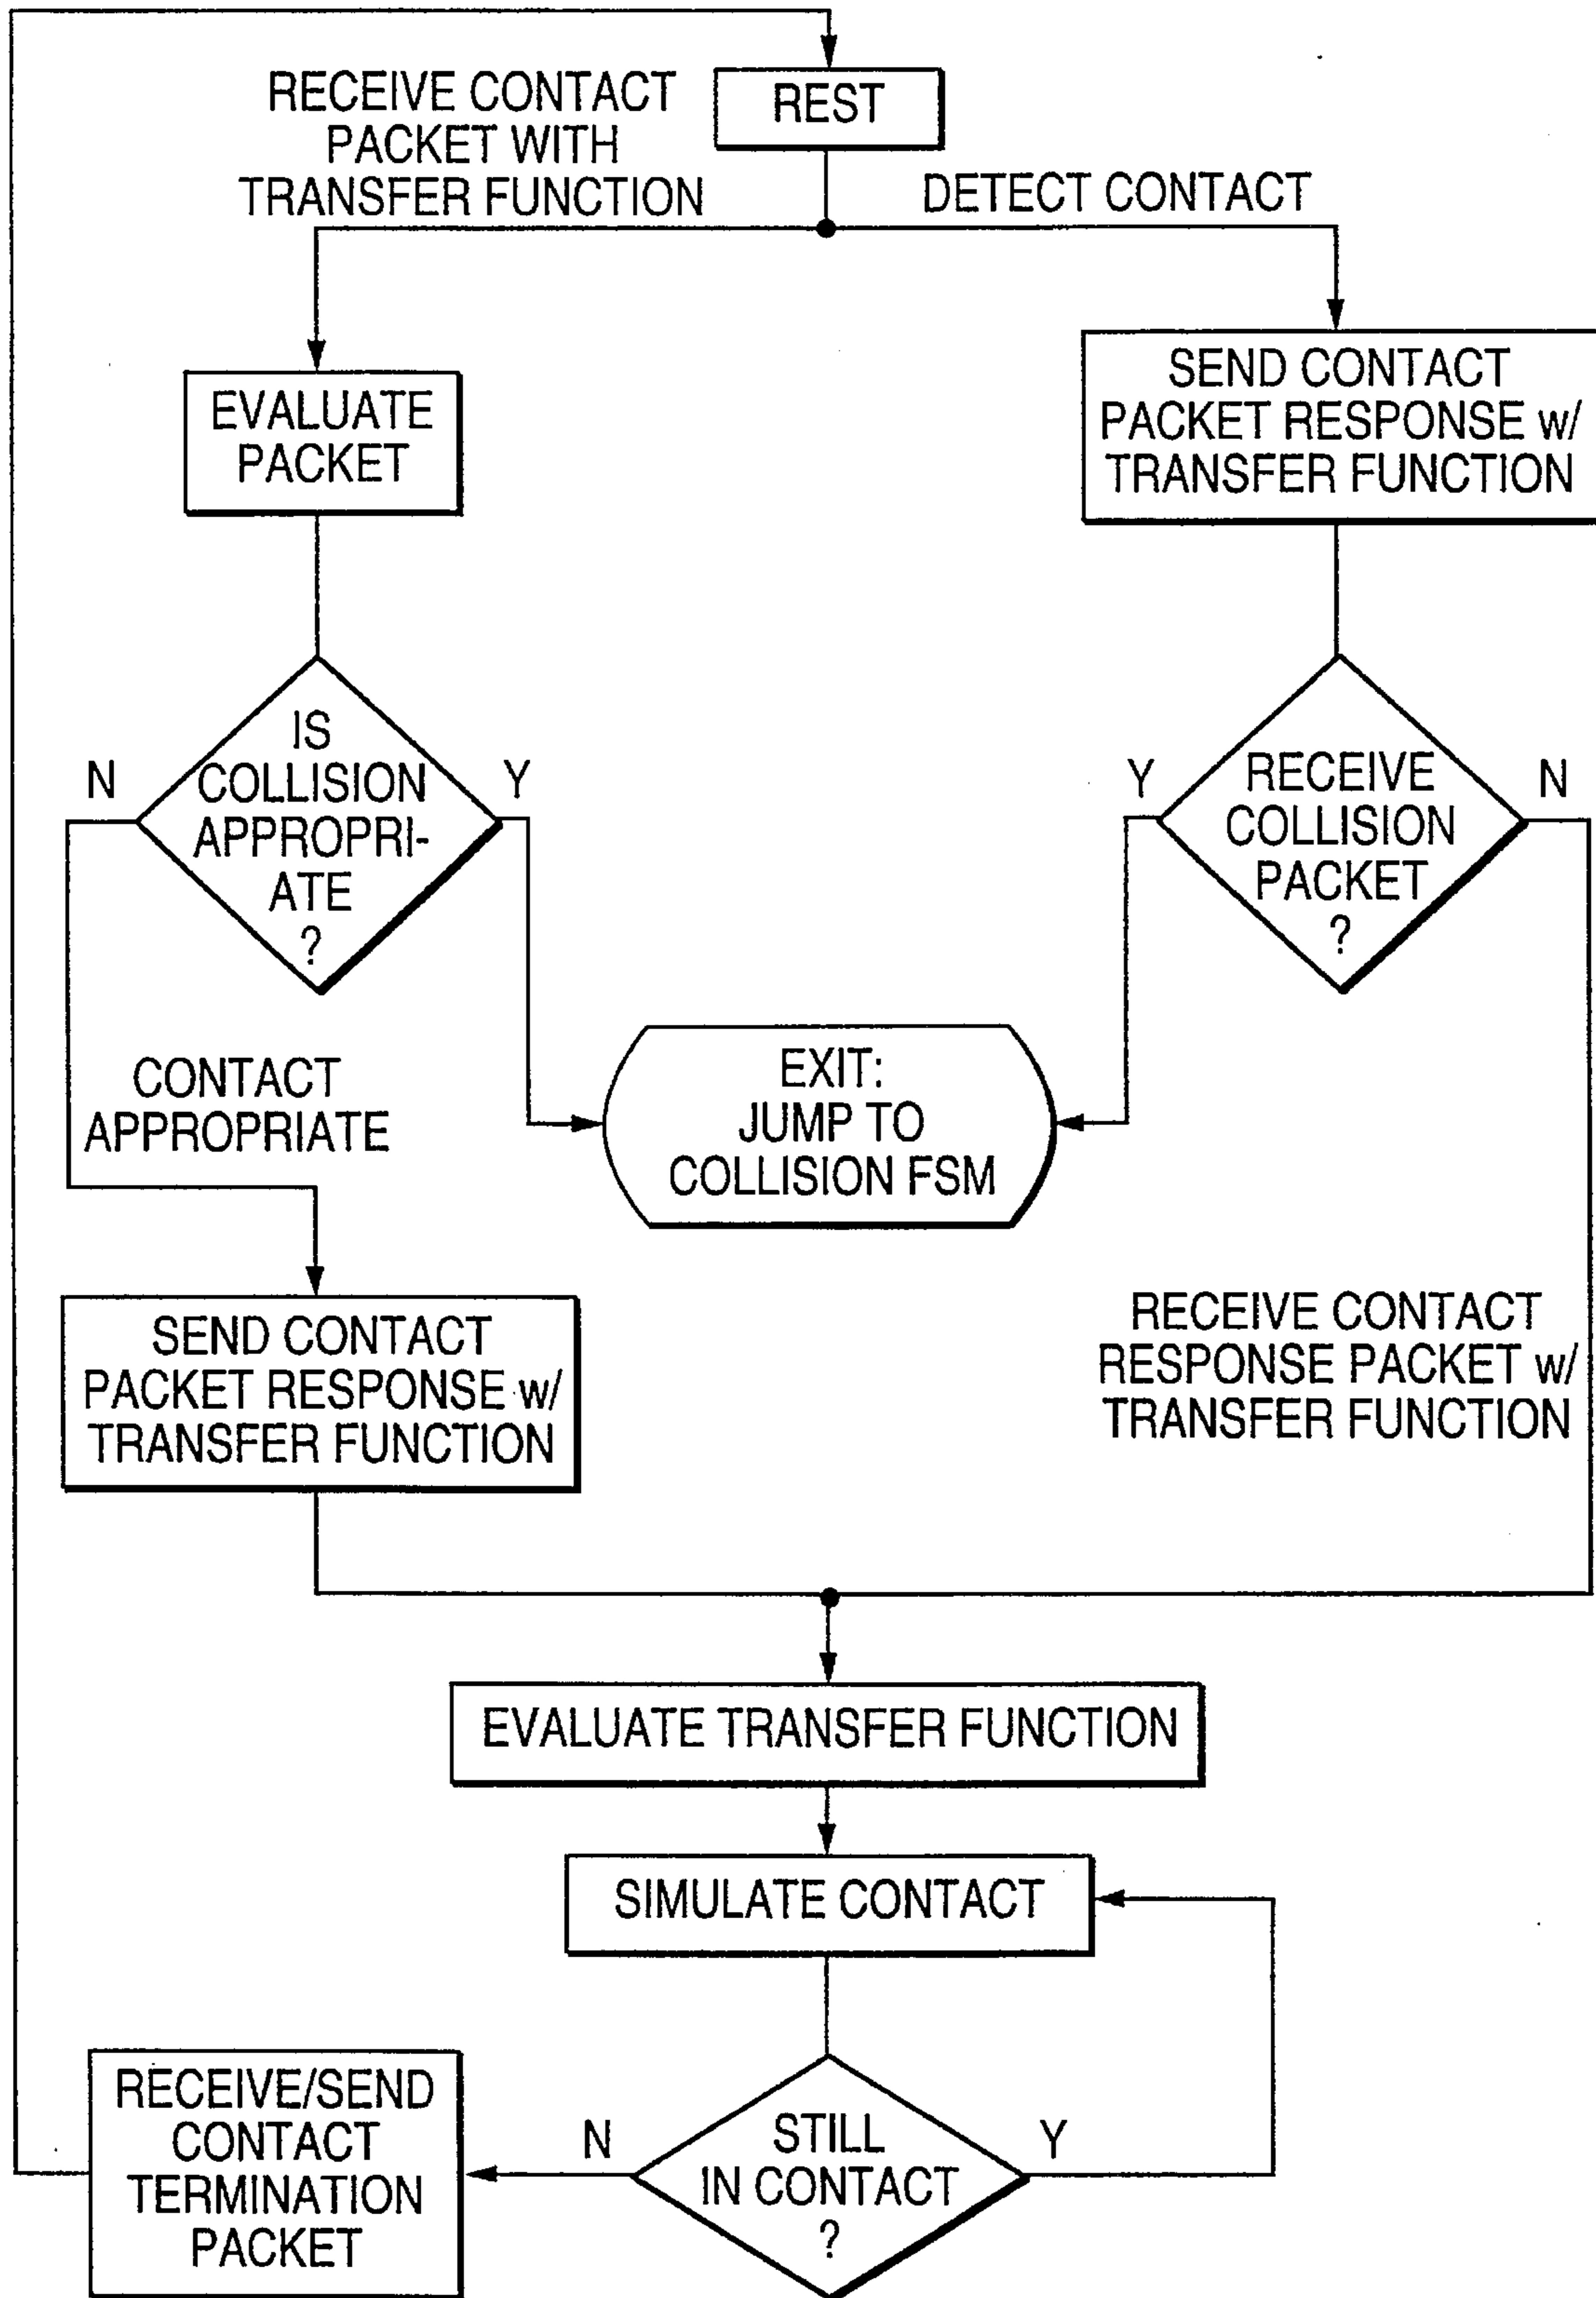 REST
RECEIVE CONTACT
PACKET WITH
TRANSFER FUNCTION
DETECT CONTACT
EVALUATE
PACKET
SEND CONTACT
PACKET RESPONSE w/
TRANSFER FUNCTION
IS
COLLISION
APPROPRI-
ATE
?
N
Y
RECEIVE
COLLISION
PACKET
?
Y
N
CONTACT
APPROPRIATE
EXIT:
JUMP TO
COLLISION FSM
SEND CONTACT
PACKET RESPONSE w/
TRANSFER FUNCTION
RECEIVE CONTACT
RESPONSE PACKET w/
TRANSFER FUNCTION
EVALUATE TRANSFER FUNCTION
SIMULATE CONTACT
RECEIVE/SEND
CONTACT
TERMINATION
PACKET
N
STILL
IN CONTACT
?
Y